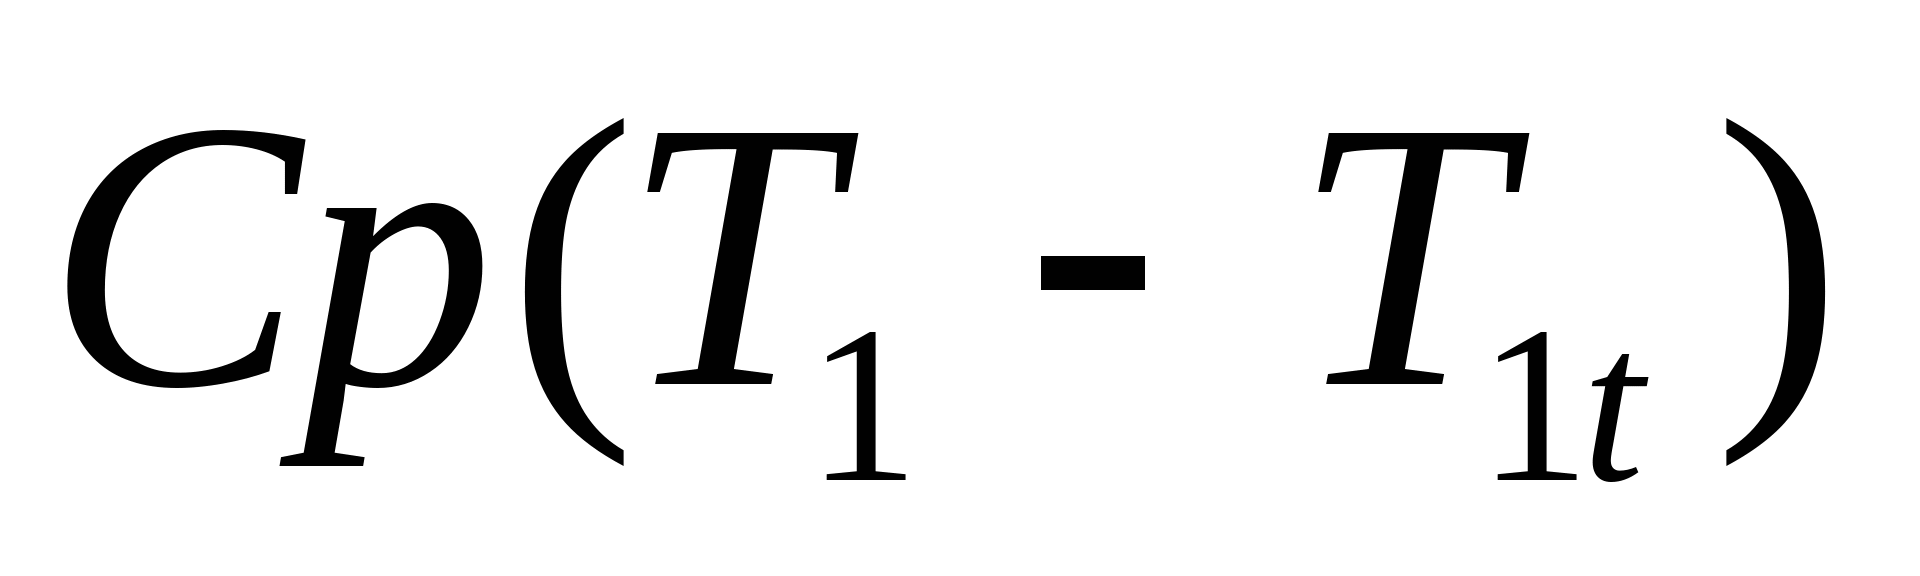 Cp(T₁ - T₁ₜ)